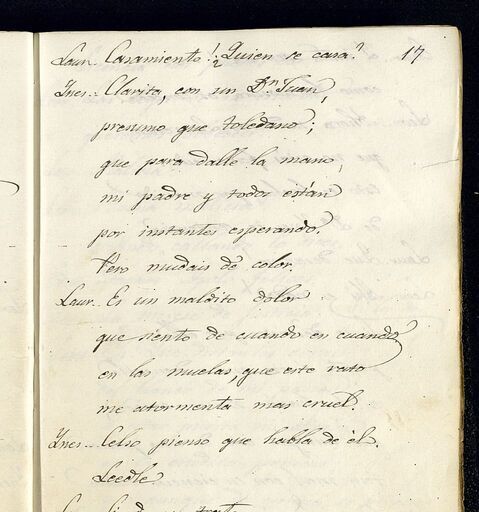 Laur. Casamiento! ¿Quien se casa? 17
Ynes.. Clarita, con un Dn Juan,
presumo que toledano;
que para dalle la mano,
mi padre y todos están
por instantes esperando.
Pero mudais de color.
Laur. Es un maldito dolor
que siento de cuando en cuando
en las muelas, que este rato
me atormenta mas cruel.
Ynes.. Celso pienso que habla de èl.
Leedle.